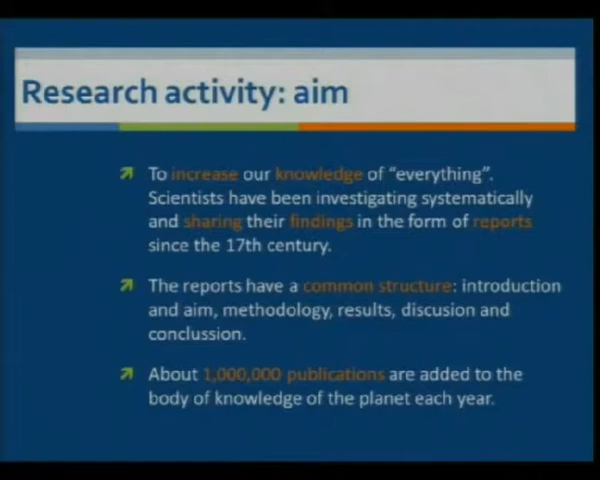 Research activity: aim
To increase our knowledge of "everything".
Scientists have been investigating systematically
and sharing their findings in the form of reports
since the 17th century.
The reports have a common structure: introduction
and aim, methodology, results, discusion and
conclussion.
About 1,000,000 publications are added to the
body of knowledge of the planet each year.